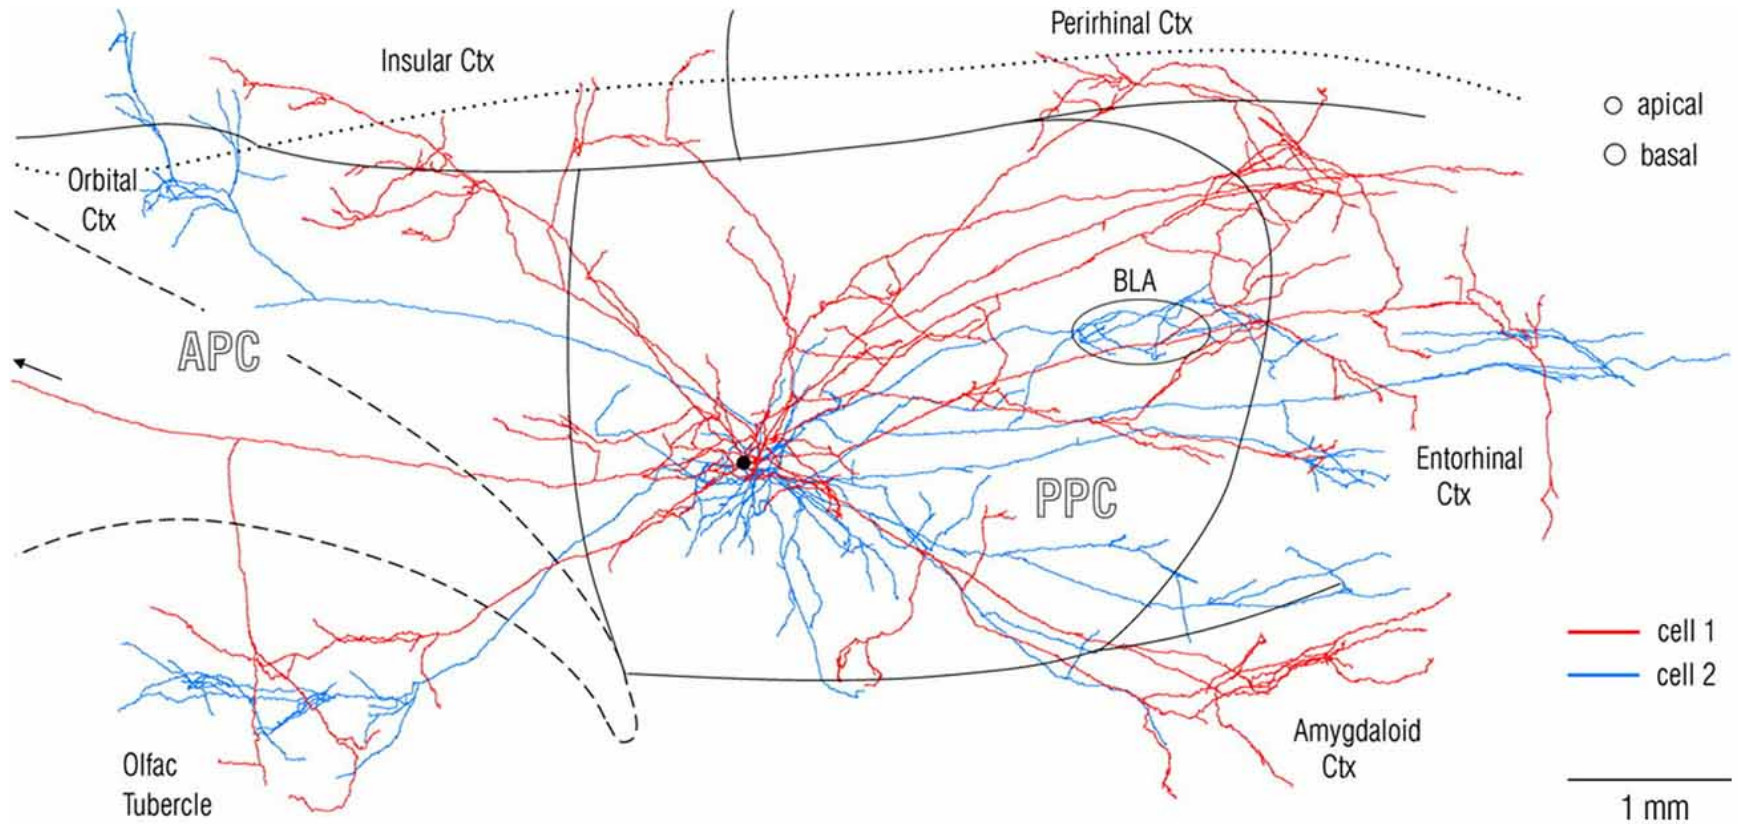 Perirhinal Ctx
Insular Ctx
apical
basal
Orbital
Ctx
BLA
APC
Entorhinal
Ctx
PPC
cell 1
cell 2
Amygdaloid
Ctx
Olfac
Tubercle
1 mm